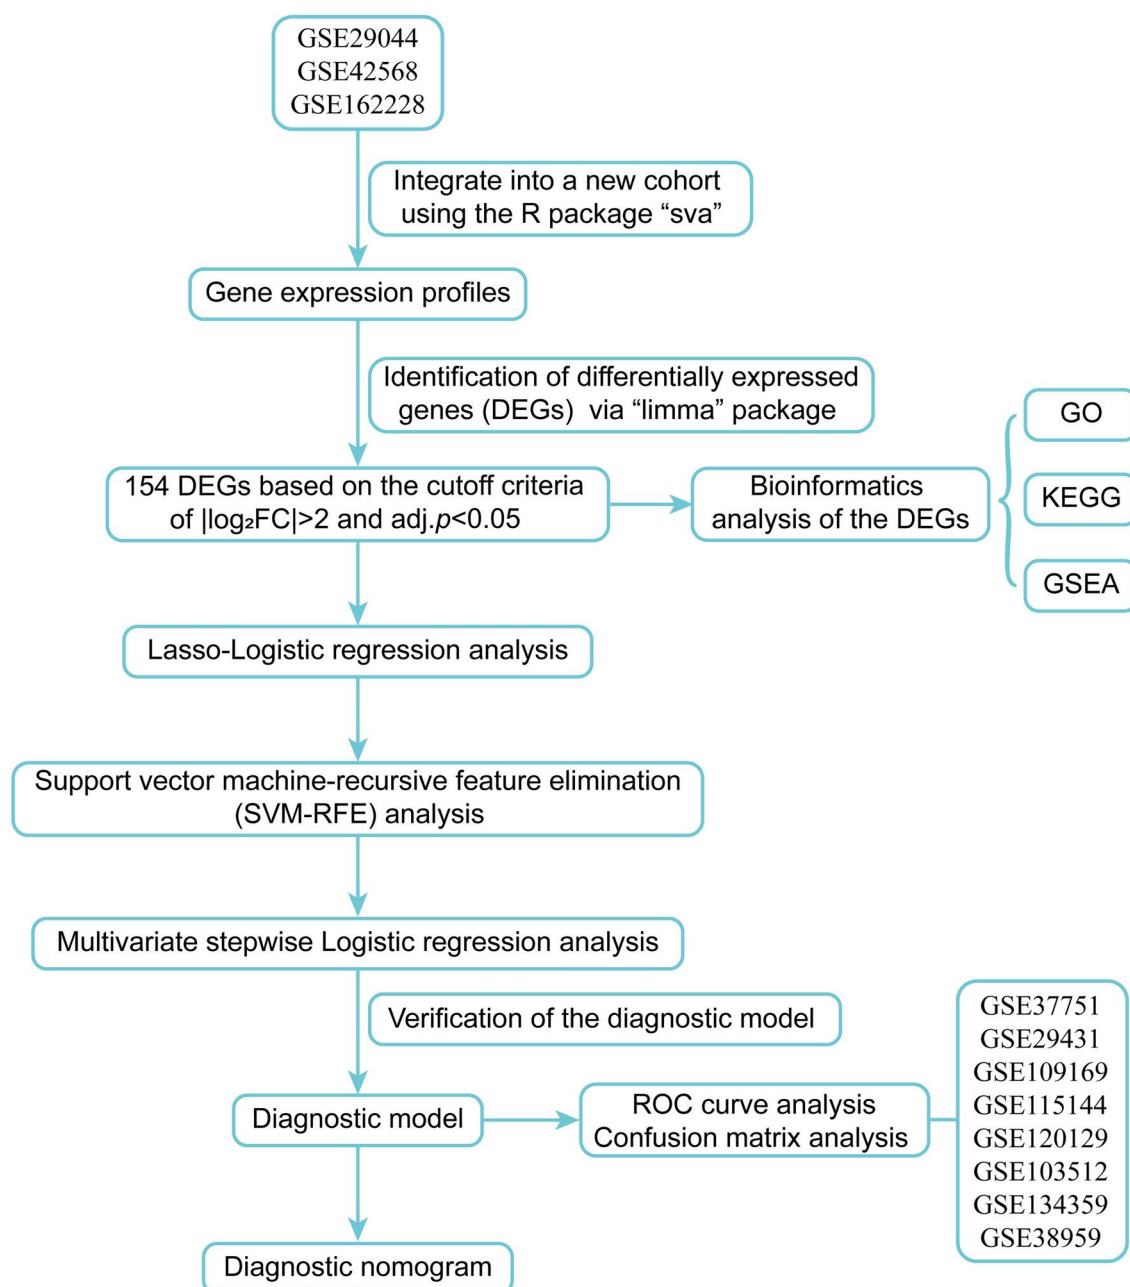 GSE29044
GSE42568
GSE162228
Integrate into a new cohort
using the R package “sva”
Gene expression profiles
Identification of differentially expressed
genes (DEGs) via “limma” package
154 DEGs based on the cutoff criteria
of |log₂FC|>2 and adj.p<0.05
Bioinformatics
analysis of the DEGs
GO
KEGG
GSEA
Lasso-Logistic regression analysis
Support vector machine-recursive feature elimination
(SVM-RFE) analysis
Multivariate stepwise Logistic regression analysis
Verification of the diagnostic model
Diagnostic model
ROC curve analysis
Confusion matrix analysis
GSE37751
GSE29431
GSE109169
GSE115144
GSE120129
GSE103512
GSE134359
GSE38959
Diagnostic nomogram